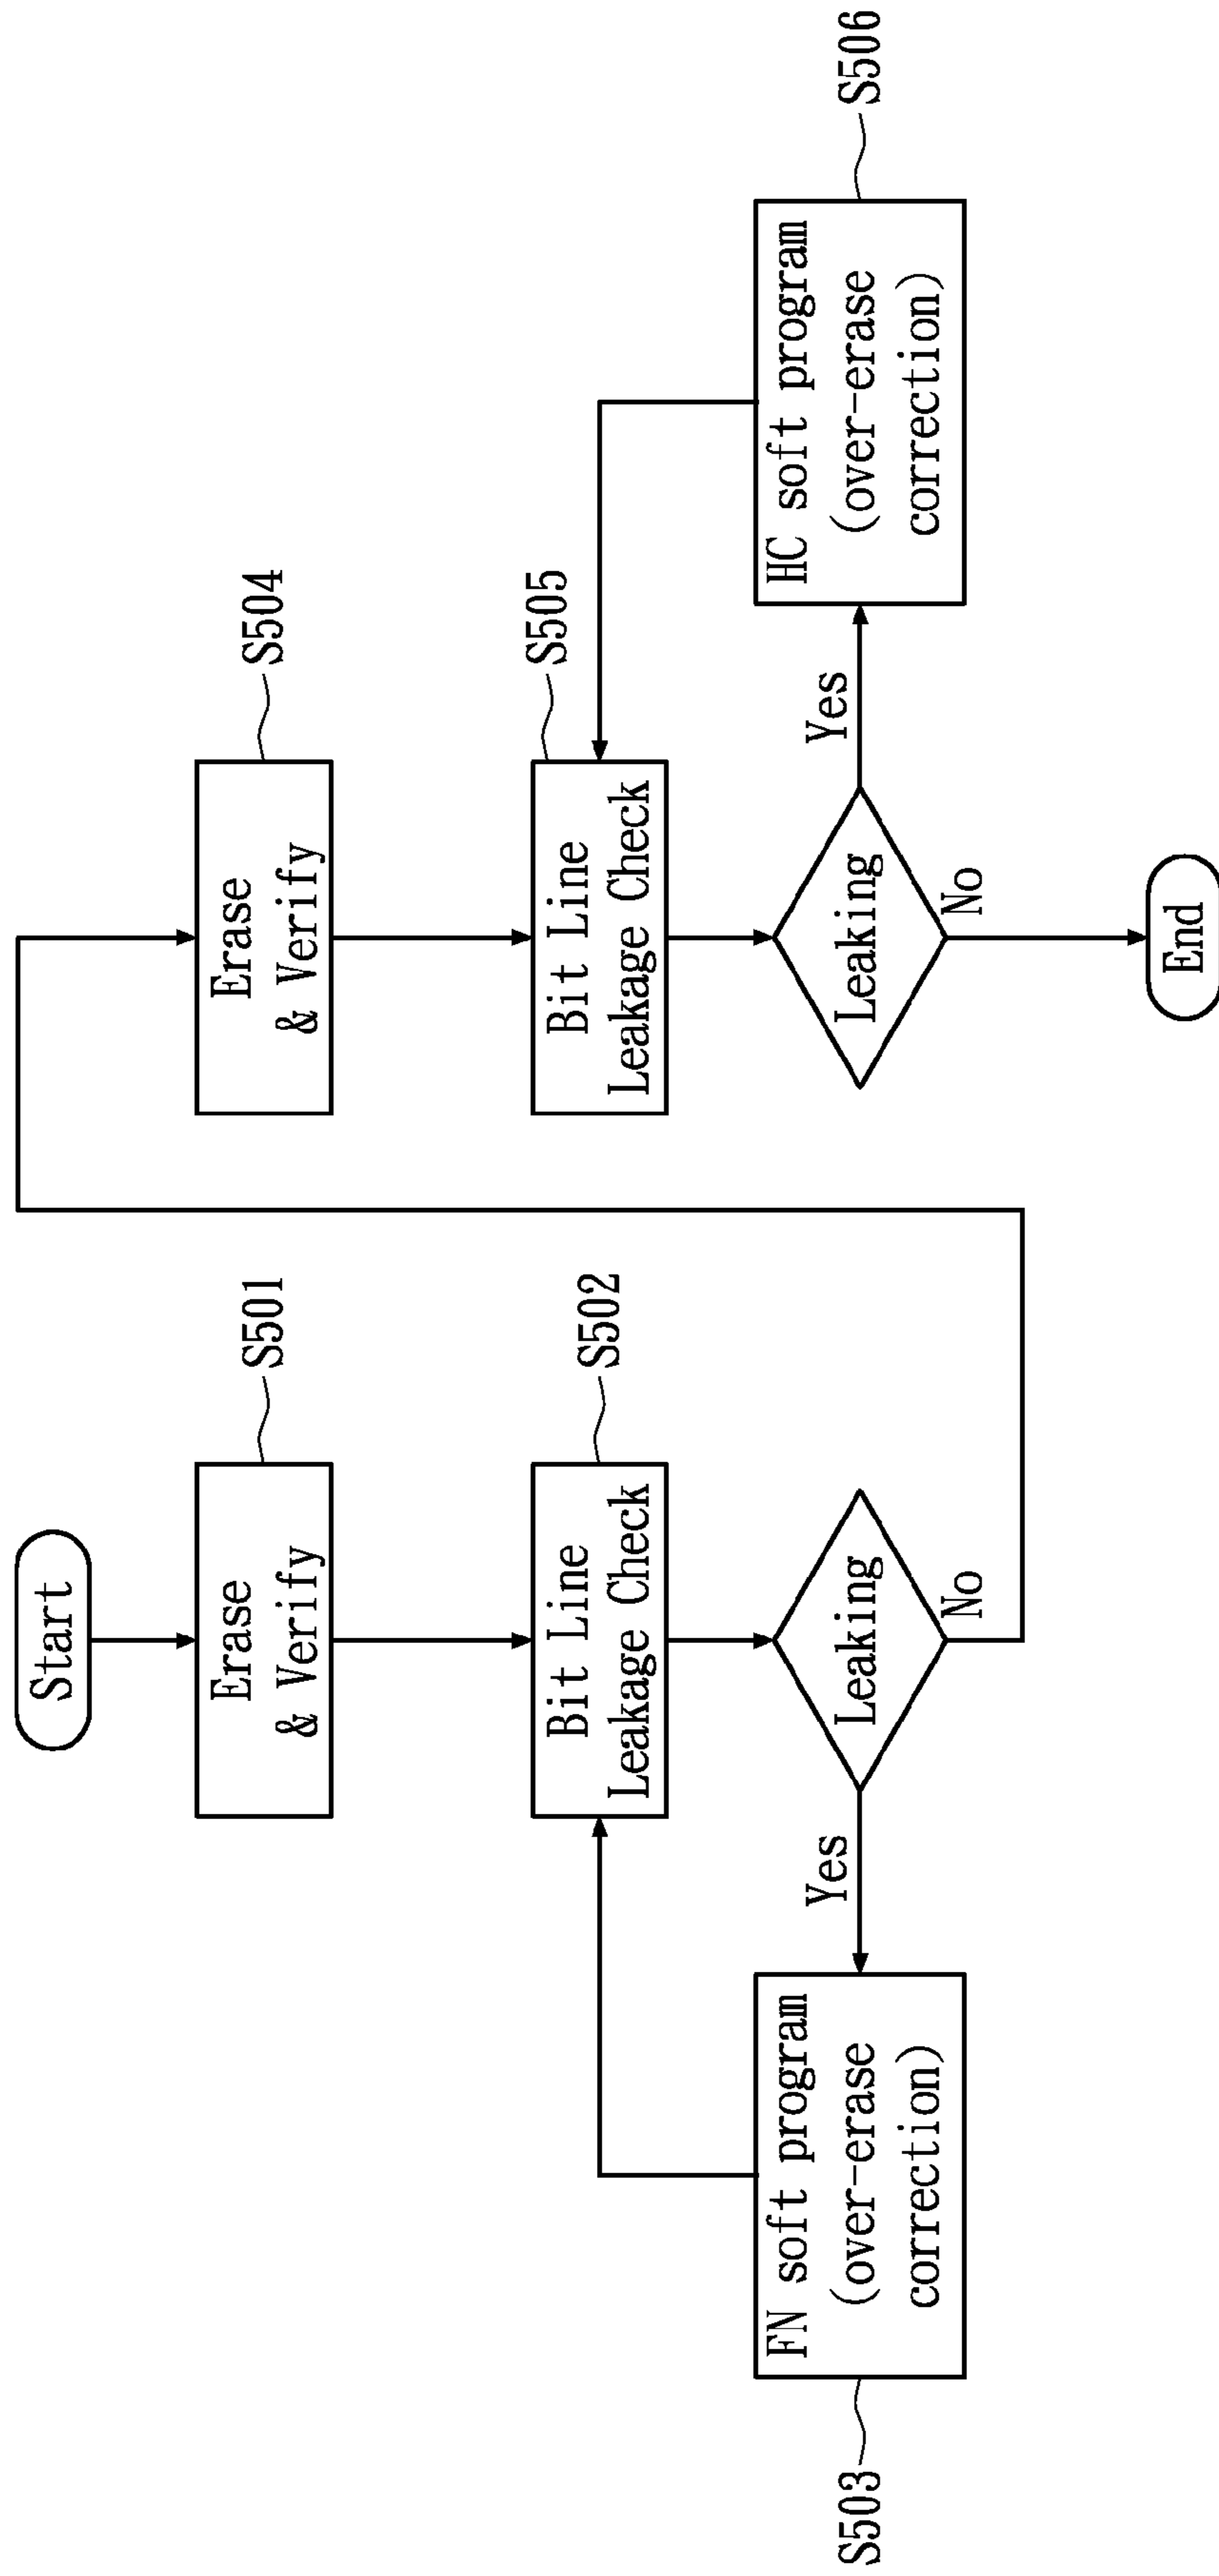 Start
Erase
& Verify
S501
Bit Line
Leakage Check
S502
Leaking
Yes
No
FN soft program
(over-erase
correction)
S503
Erase
& Verify
S504
Bit Line
Leakage Check
S505
Leaking
Yes
No
HC soft program
(over-erase
correction)
S506
End